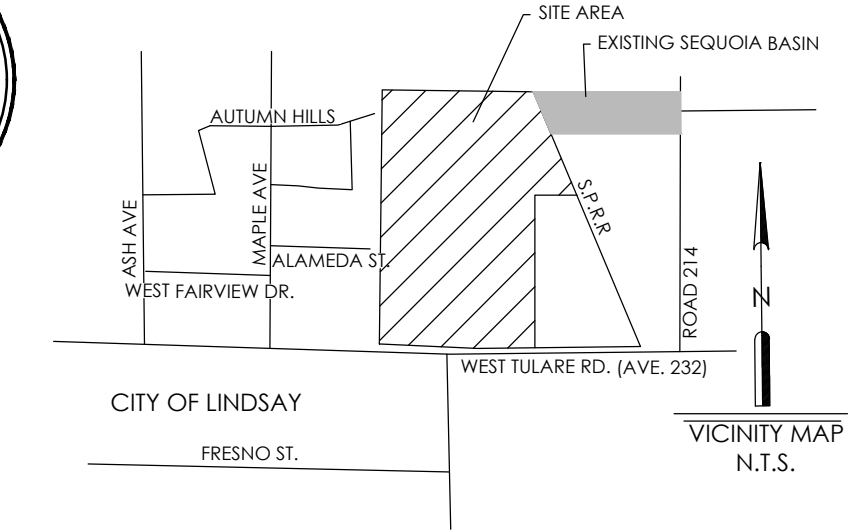 SITE AREA
EXISTING SEQUOIA BASIN
AUTUMN HILLS
ASH AVE
MAPLE AVE
S.P.R.R
ALAMEDA ST.
WEST FAIRVIEW DR.
ROAD 214
N
WEST TULARE RD. (AVE. 232)
CITY OF LINDSAY
FRESNO ST.
VICINITY MAP
N.T.S.